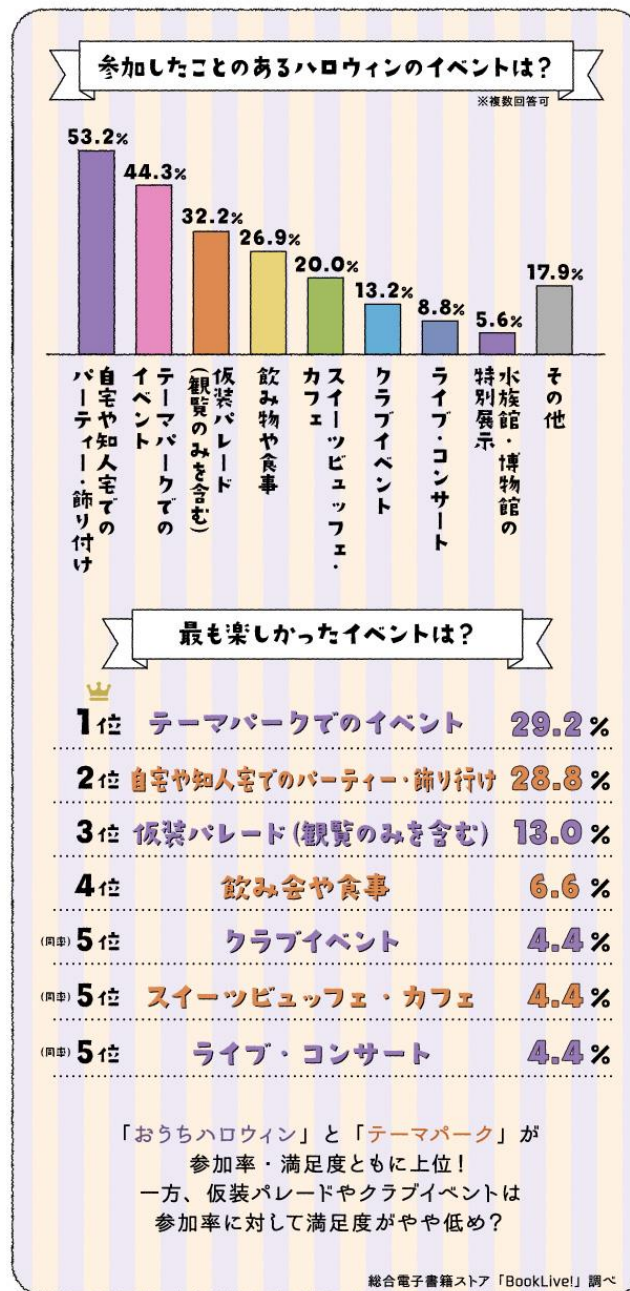 参加したことのあるハロウィンのイベントは?
※複数回答可
53.2%
44.3%
32.2%
26.9%
20.0%
13.2%
8.8%
5.6%
17.9%
自宅や知人宅での
パーティー・飾り付け
テーマパークでの
イベント
仮装パレード
(観覧のみを含む)
飲み物や食事
スイーツビュッフェ・
カフェ
クラブイベント
ライブ・コンサート
水族館・博物館の
特別展示
その他
最も楽しかったイベントは?
1位 テーマパークでのイベント 29.2%
2位 自宅や知人宅でのパーティー・飾り行け 28.8%
3位 仮装パレード(観覧のみを含む) 13.0%
4位 飲み会や食事 6.6%
(同率)5位 クラブイベント 4.4%
(同率)5位 スイーツビュッフェ・カフェ 4.4%
(同率)5位 ライブ・コンサート 4.4%
「おうちハロウィン」と「テーマパーク」が
参加率・満足度ともに上位!
一方、仮装パレードやクラブイベントは
参加率に対して満足度がやや低め?
総合電子書籍ストア「BookLive!」調べ